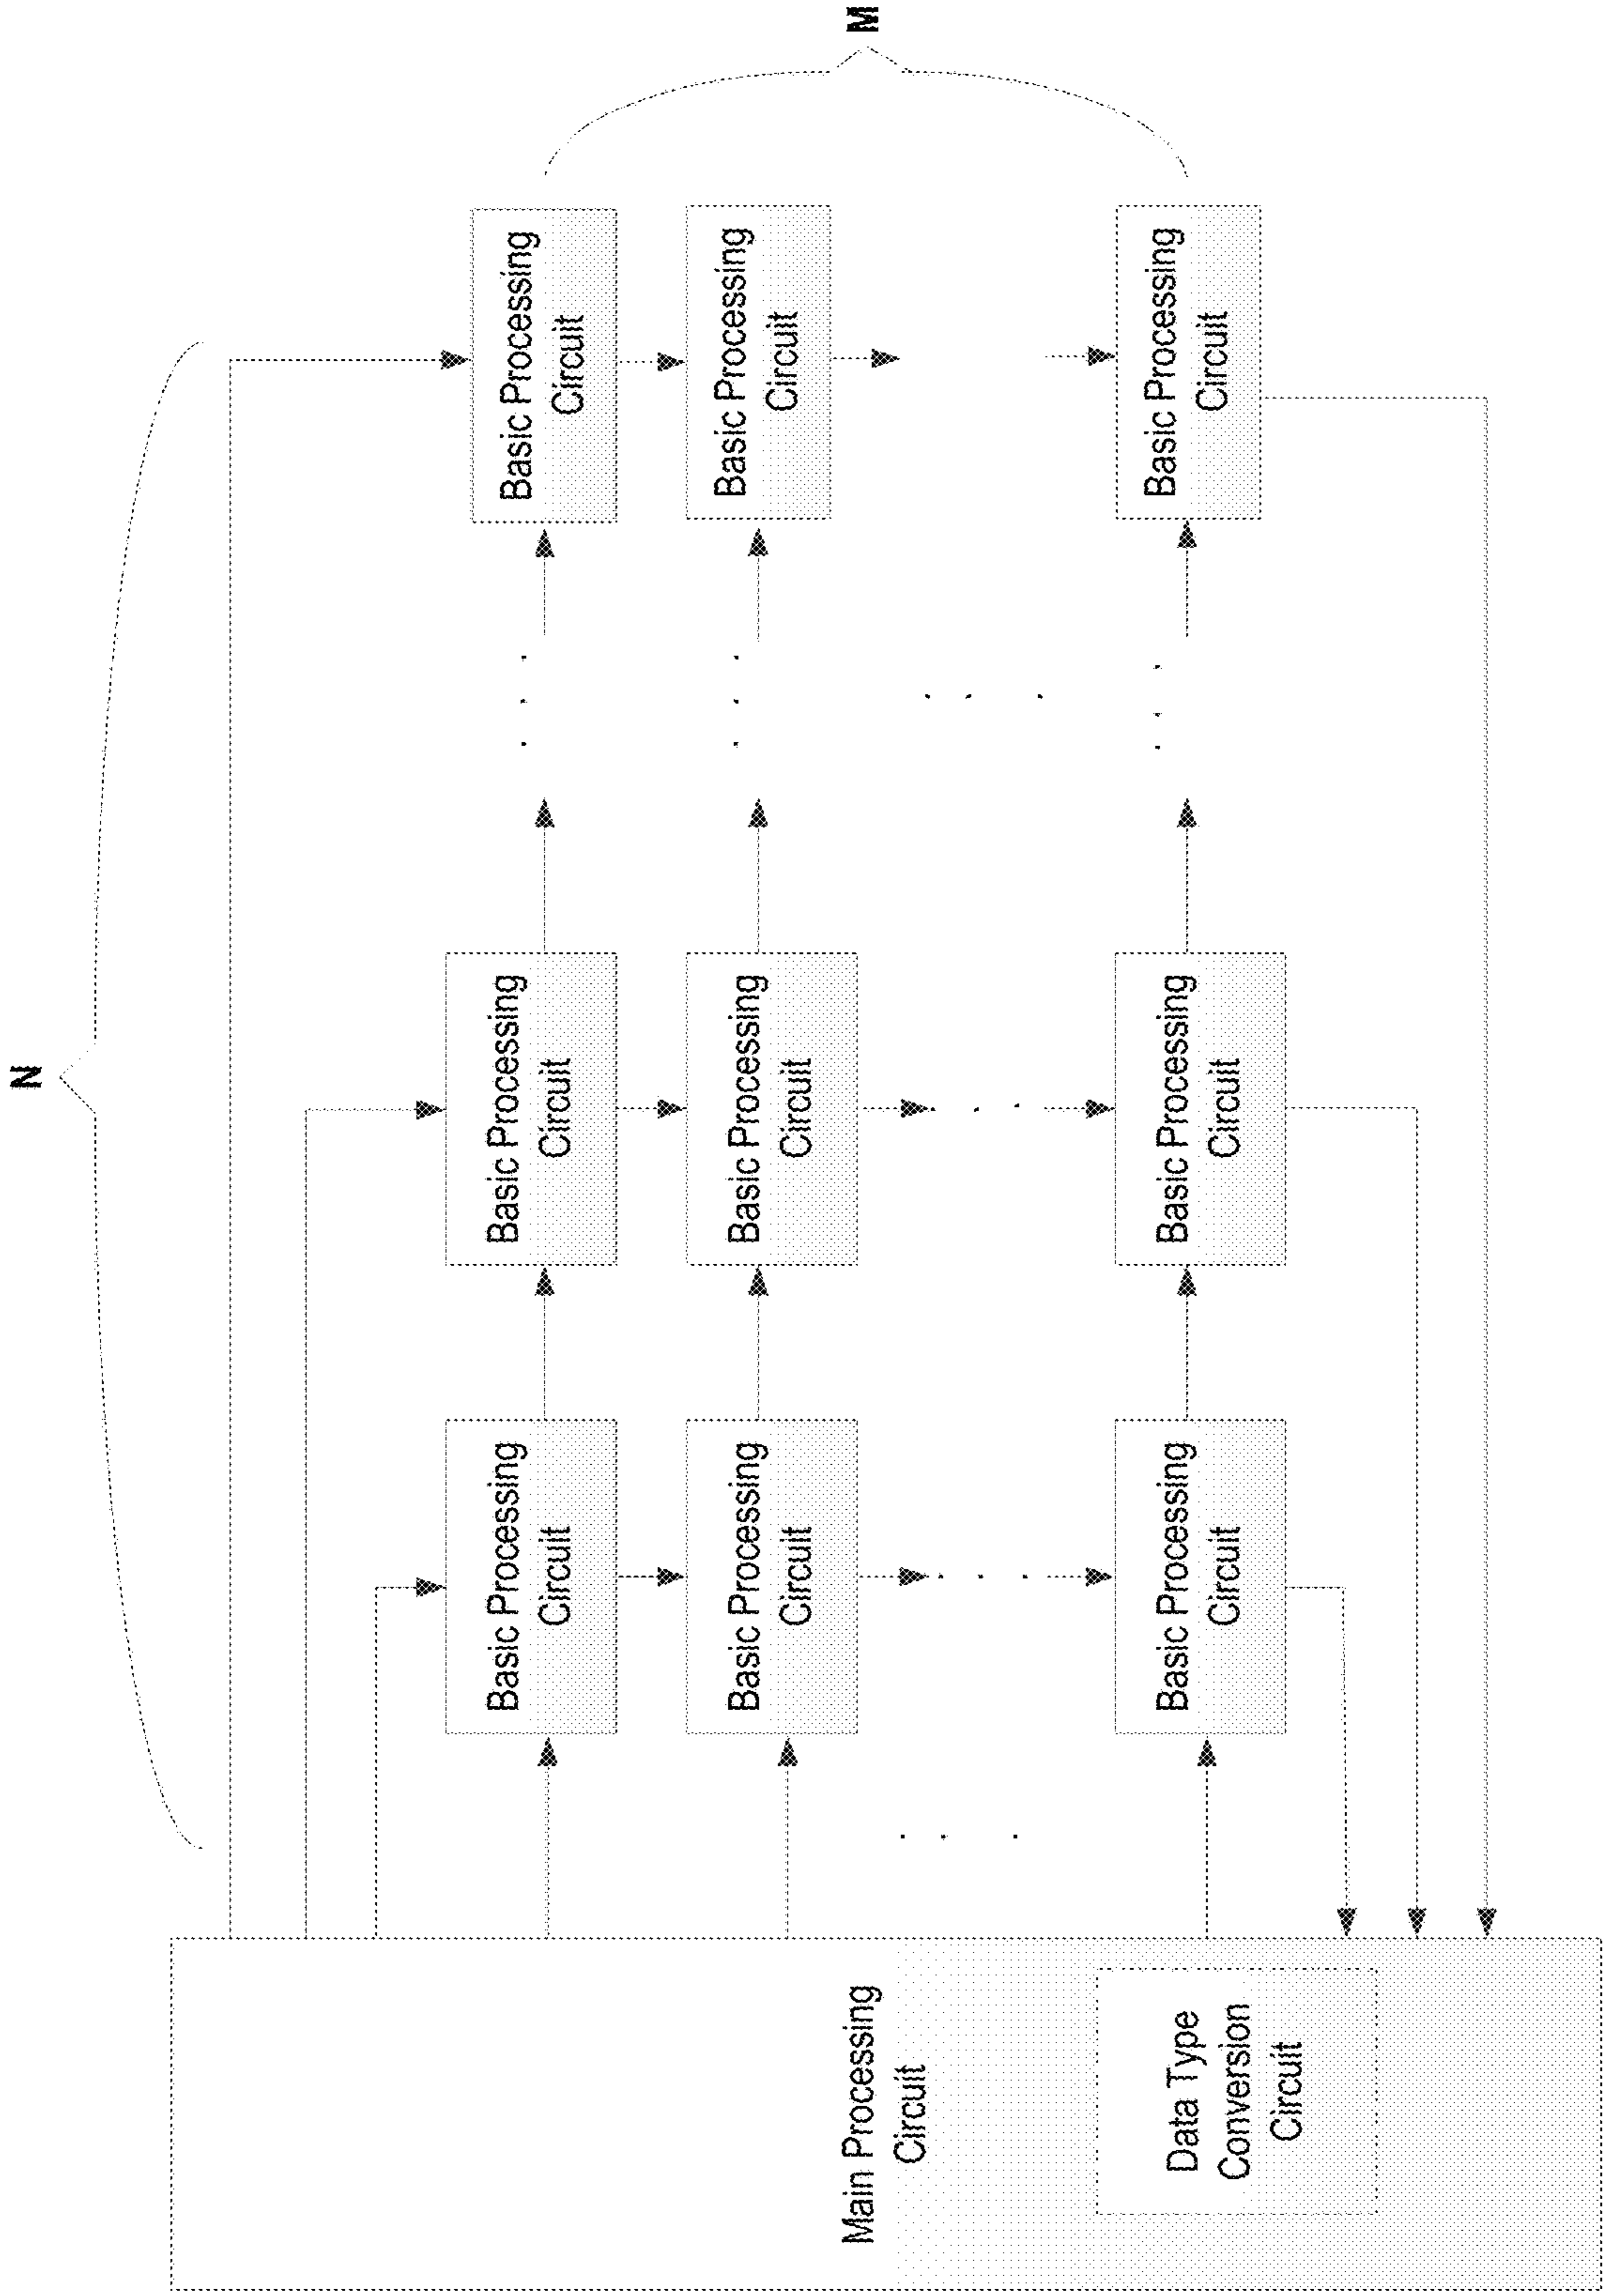 N
M
Basic Processing
Circuit
Basic Processing
Circuit
Basic Processing
Circuit
Basic Processing
Circuit
Basic Processing
Circuit
Basic Processing
Circuit
Basic Processing
Circuit
Basic Processing
Circuit
Basic Processing
Circuit
Main Processing
Circuit
Data Type
Conversion
Circuit